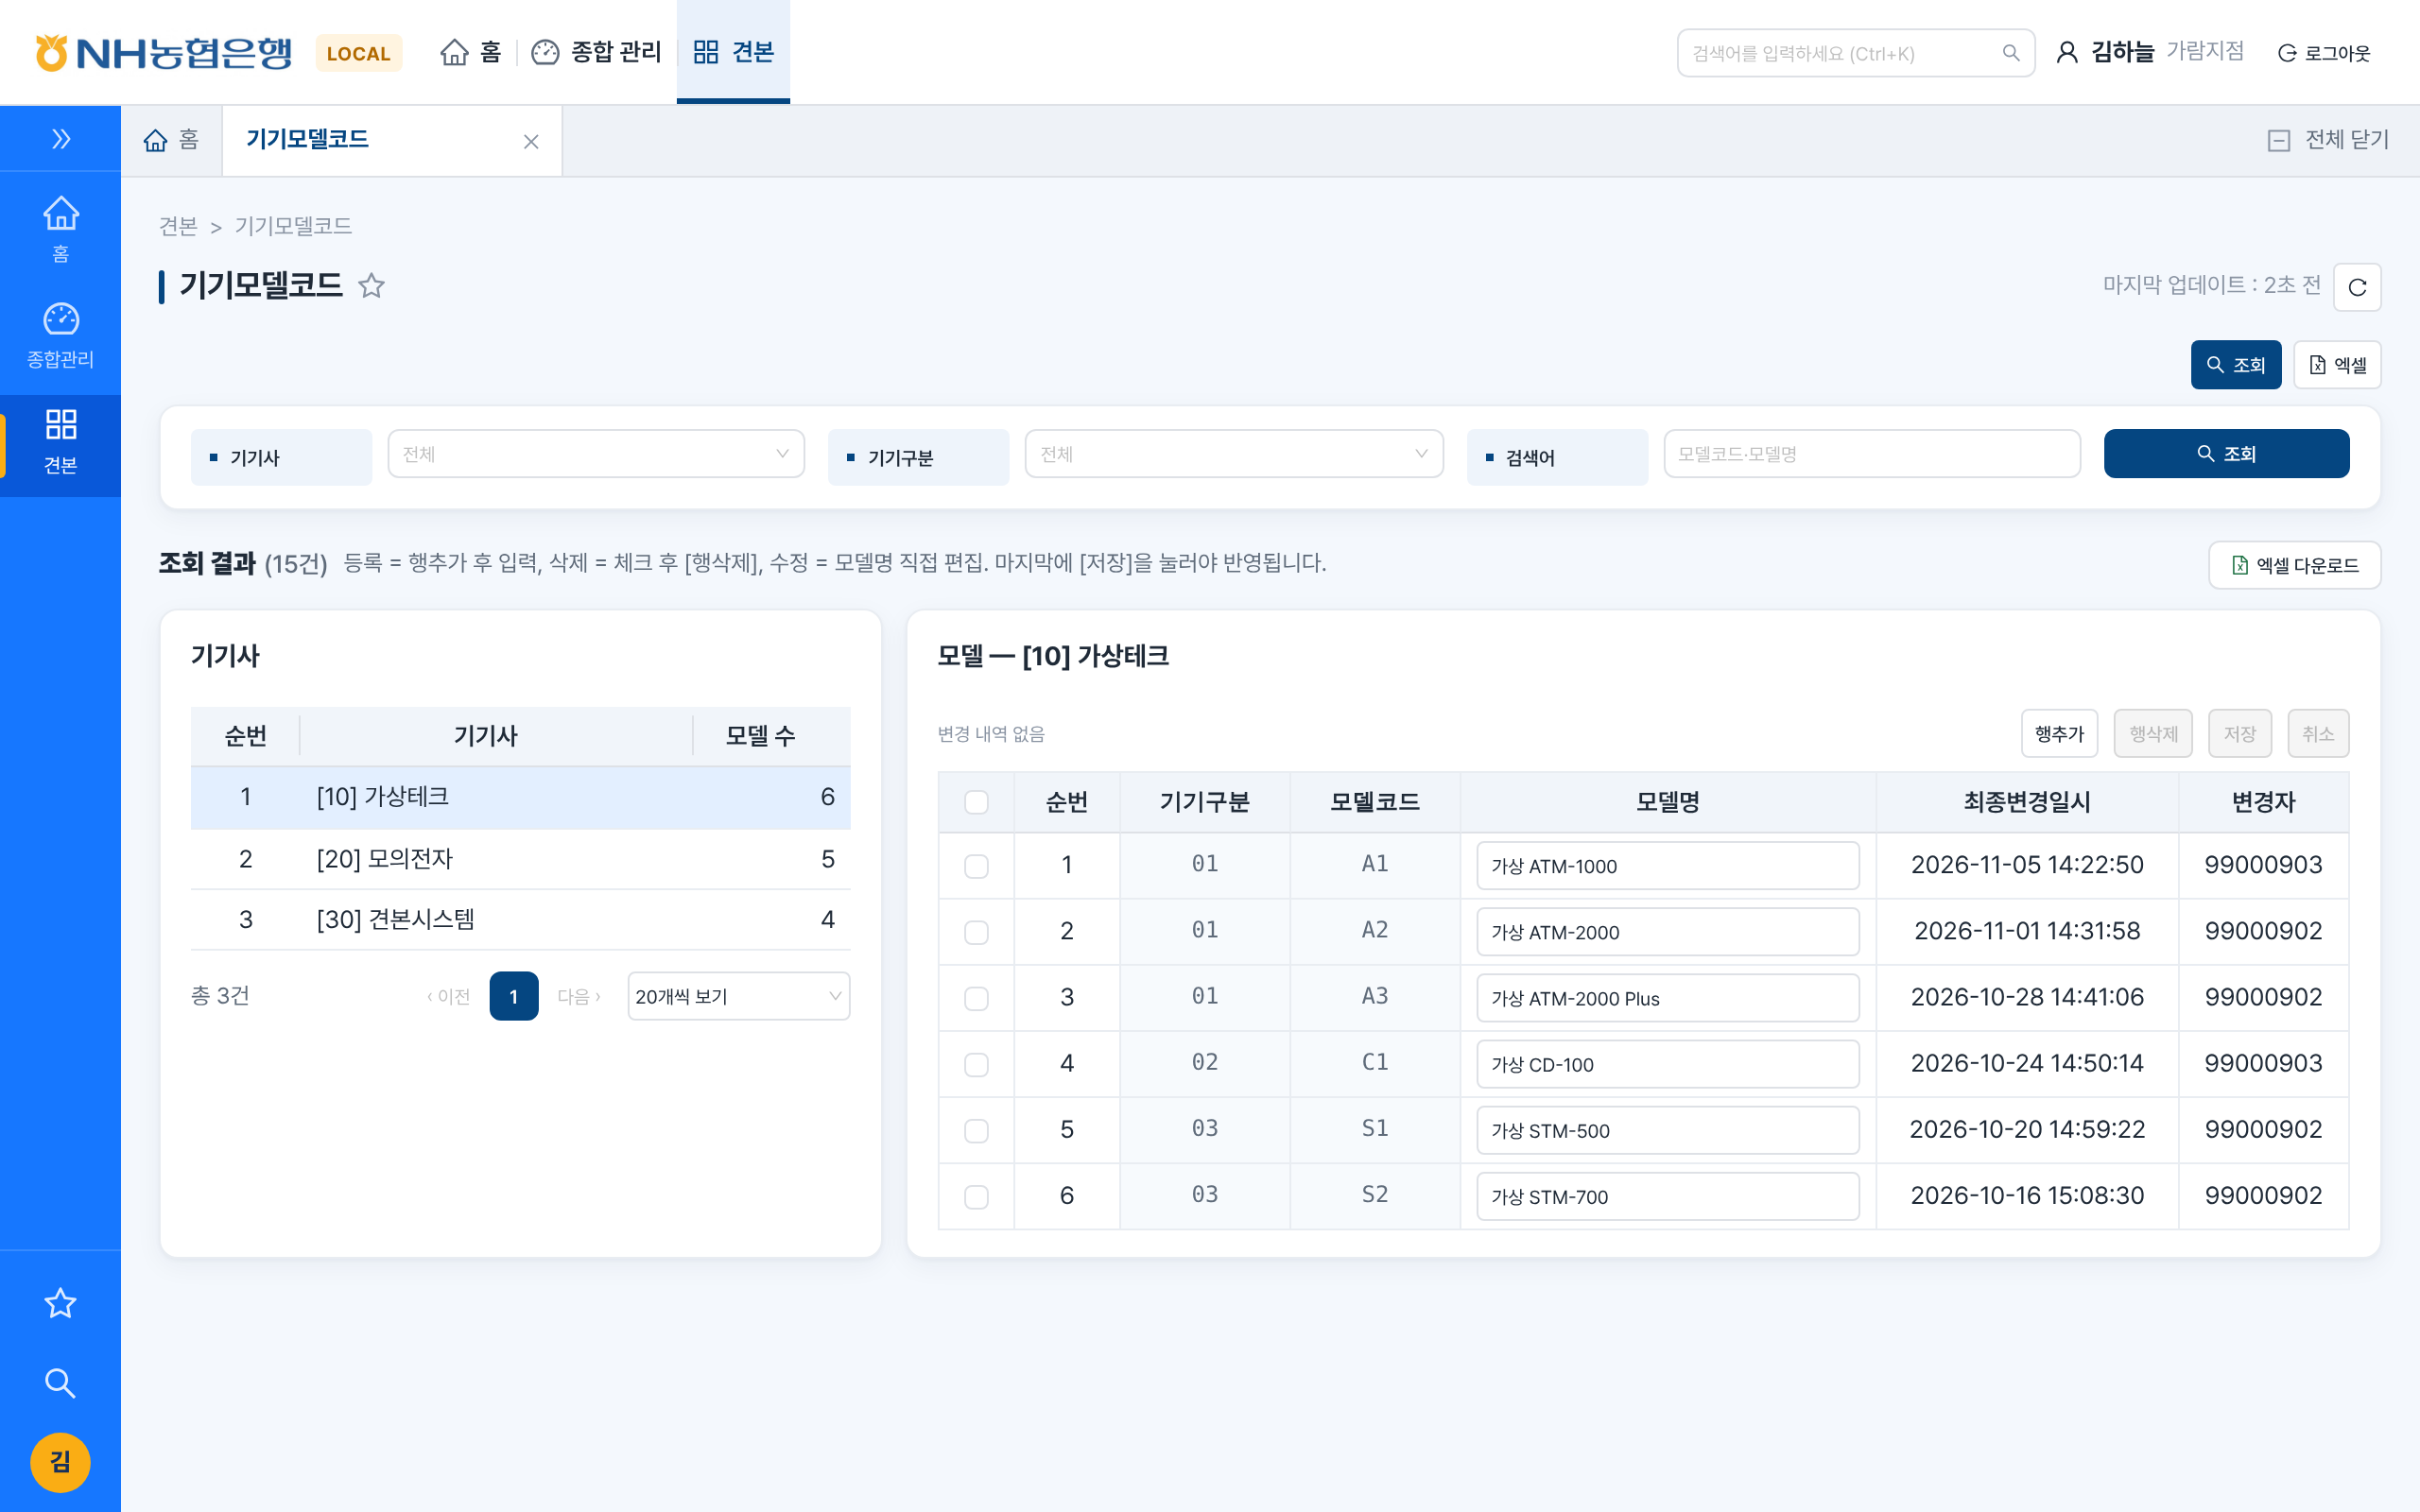 NH농협은행 LOCAL 홈 종합 관리 견본 검색어를 입력하세요 (Ctrl+K) 김하늘 가람지점 로그아웃
홈 기기모델코드 전체 닫기
홈
종합관리
견본
김
견본 > 기기모델코드
기기모델코드 마지막 업데이트 : 2초 전
조회 엑셀
기기사 전체 기기구분 전체 검색어 모델코드·모델명 조회
조회 결과 (15건) 등록 = 행추가 후 입력, 삭제 = 체크 후 [행삭제], 수정 = 모델명 직접 편집. 마지막에 [저장]을 눌러야 반영됩니다. 엑셀 다운로드
기기사
순번 기기사 모델 수
1 [10] 가상테크 6
2 [20] 모의전자 5
3 [30] 견본시스템 4
총 3건 ‹ 이전 1 다음 › 20개씩 보기
모델 — [10] 가상테크
변경 내역 없음 행추가 행삭제 저장 취소
순번 기기구분 모델코드 모델명 최종변경일시 변경자
1 01 A1 가상 ATM-1000 2026-11-05 14:22:50 99000903
2 01 A2 가상 ATM-2000 2026-11-01 14:31:58 99000902
3 01 A3 가상 ATM-2000 Plus 2026-10-28 14:41:06 99000902
4 02 C1 가상 CD-100 2026-10-24 14:50:14 99000903
5 03 S1 가상 STM-500 2026-10-20 14:59:22 99000902
6 03 S2 가상 STM-700 2026-10-16 15:08:30 99000902